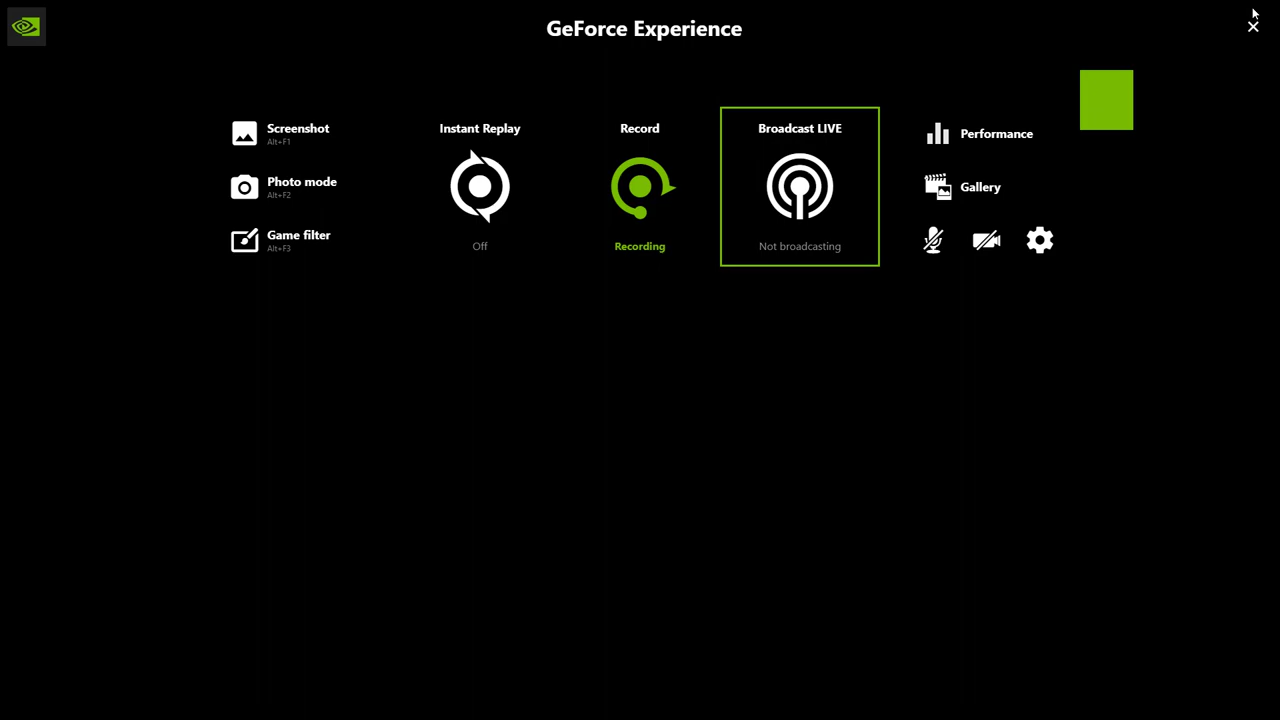 GeForce Experience
Screenshot
Alt+F1
Photo mode
Alt+F2
Game filter
Alt+F3
Instant Replay
Off
Record
Recording
Broadcast LIVE
Not broadcasting
Performance
Gallery